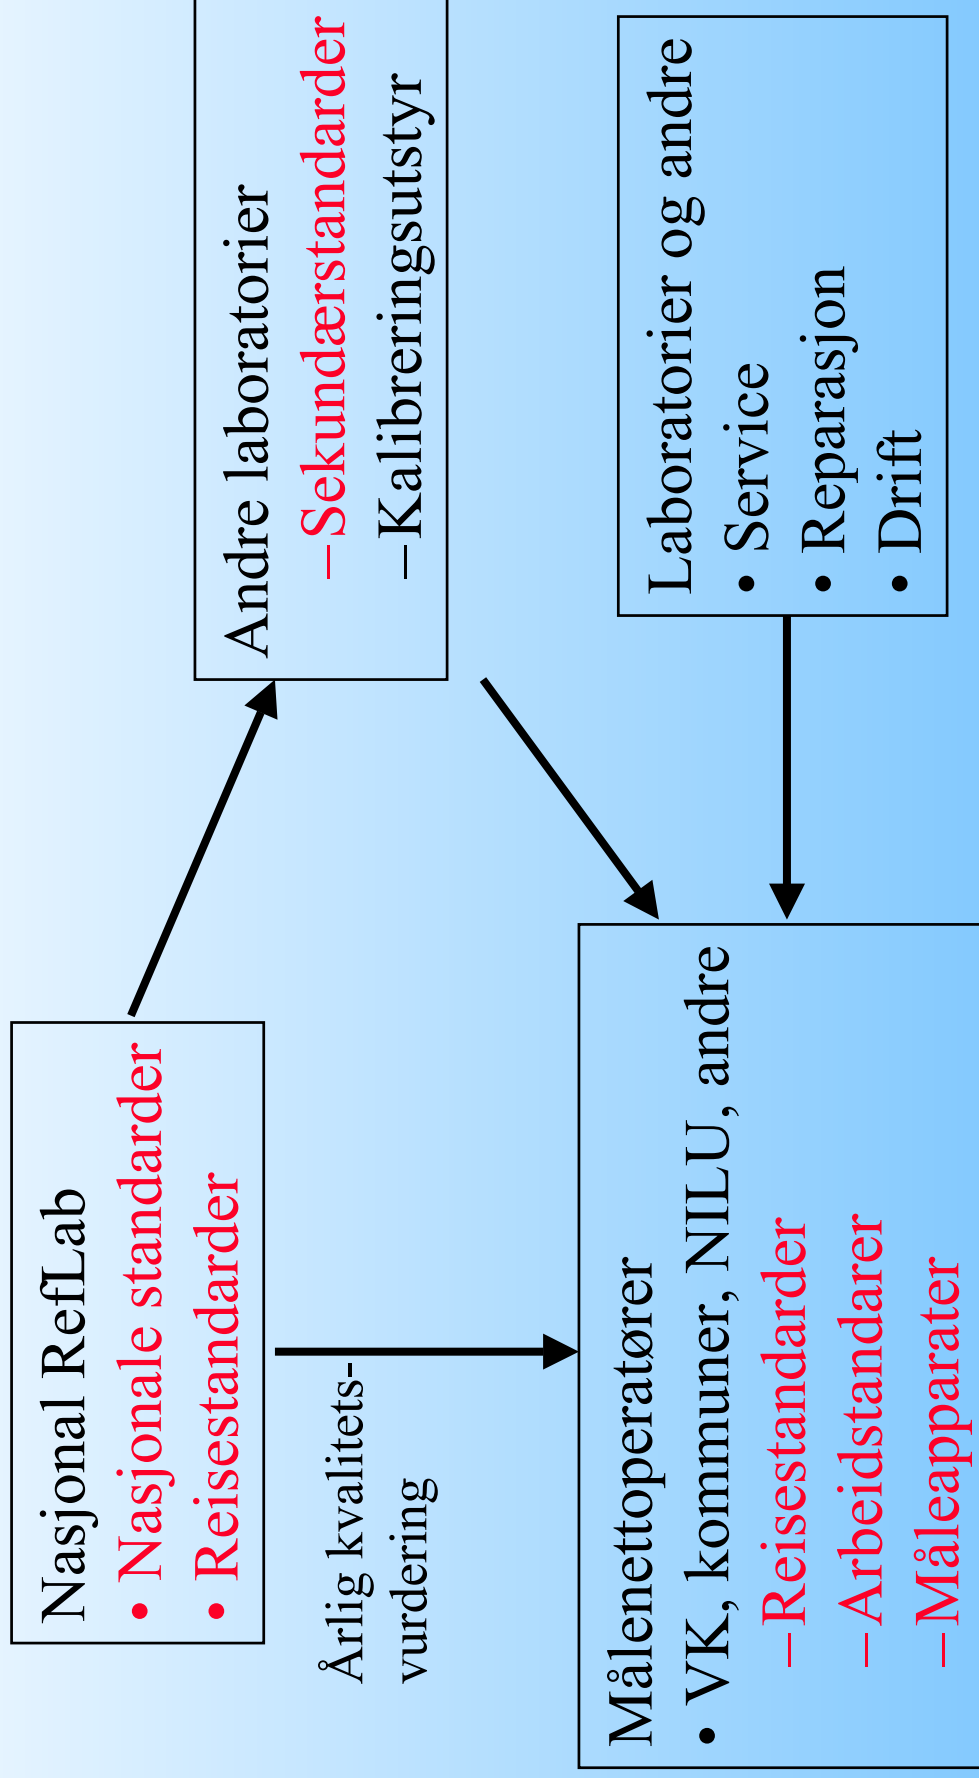 Nasjonal RefLab
• Nasjonale standarder
• Reisestandarder
Andre laboratorier
–Sekundærstandarder
–Kalibreringsutstyr
Årlig kvalitets-
vurdering
Målenettoperatører
• VK, kommuner, NILU, andre
–Reisestandarder
–Arbeidstandarer
–Måleapparater
Laboratorier og andre
• Service
• Reparasjon
• Drift